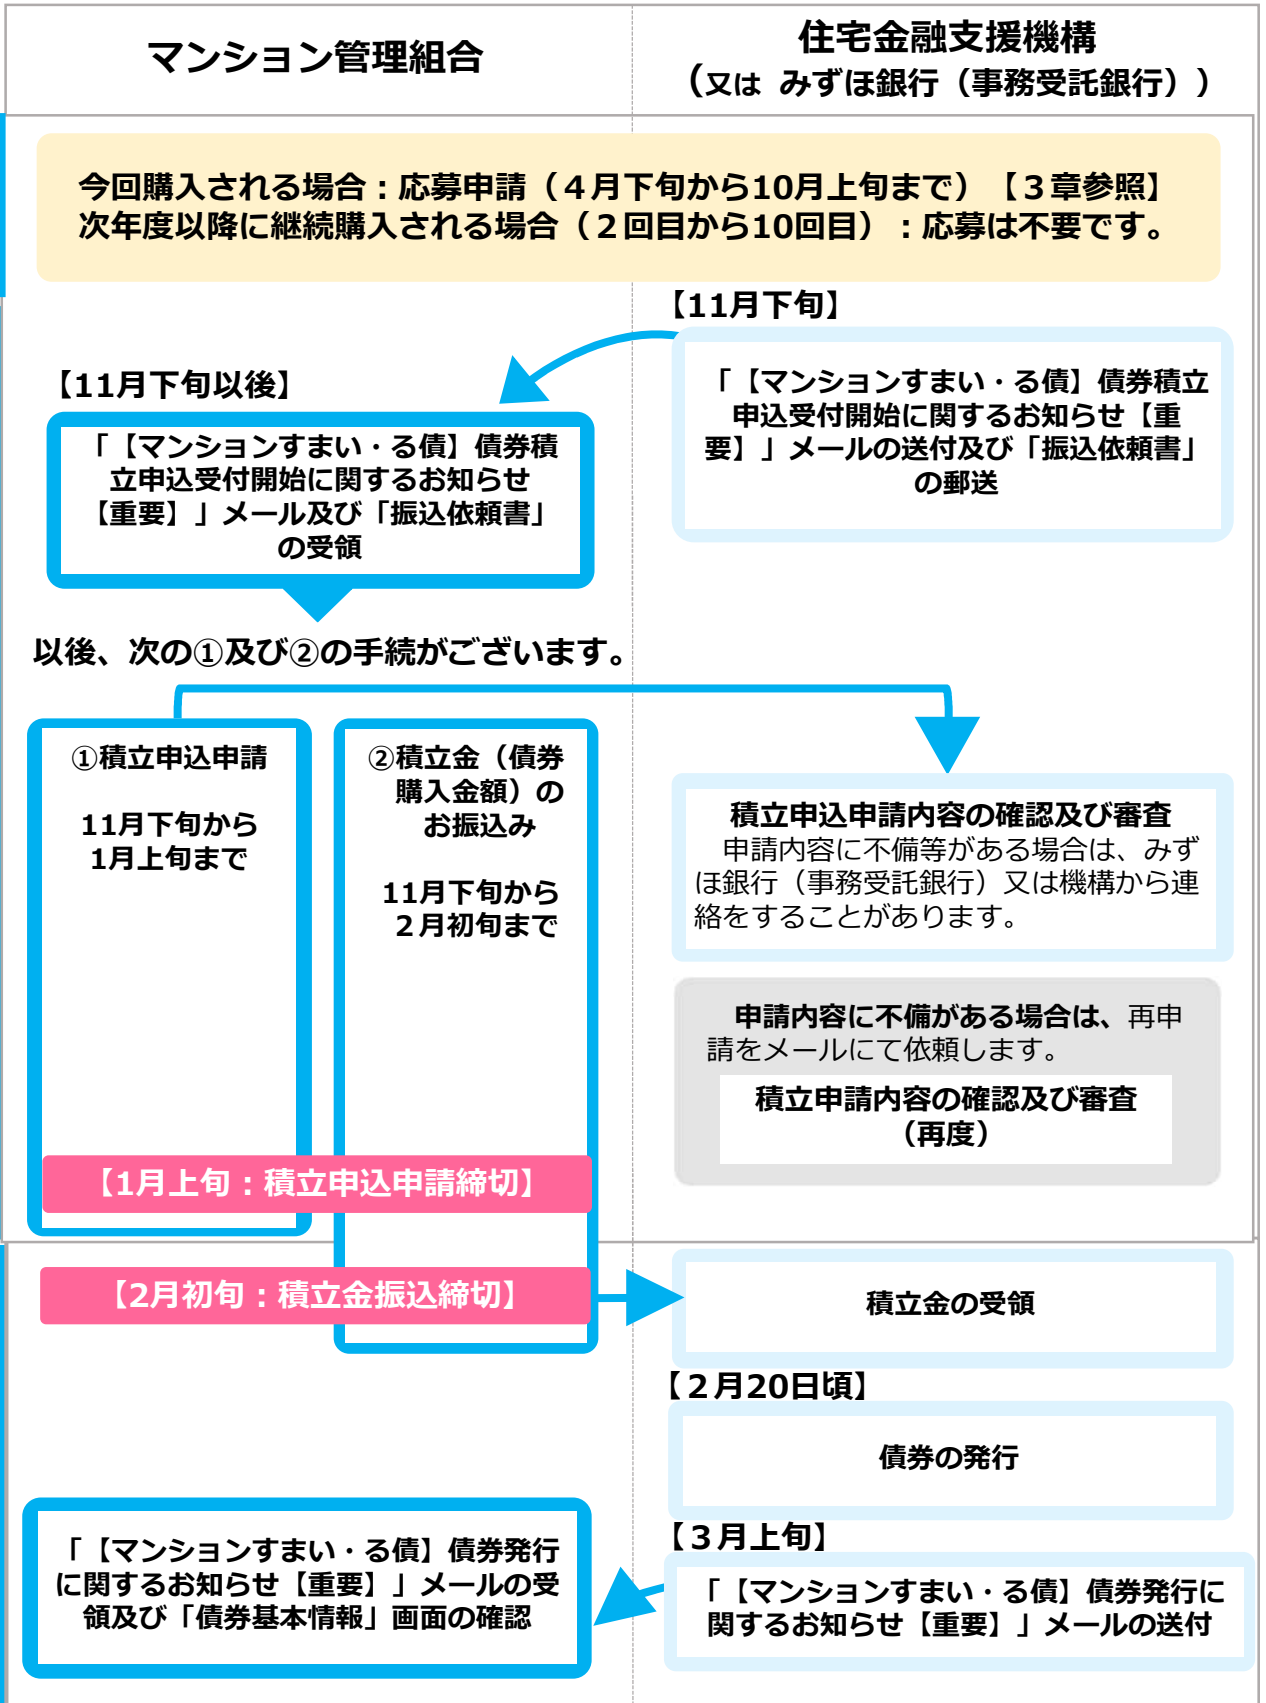 マンション管理組合
住宅金融支援機構
（又は みずほ銀行（事務受託銀行））
今回購入される場合：応募申請（４月下旬から10月上旬まで）【３章参照】
次年度以降に継続購入される場合（２回目から10回目）：応募は不要です。
【11月下旬】
「【マンションすまい・る債】債券積立
申込受付開始に関するお知らせ【重
要】」メールの送付及び「振込依頼書」
の郵送
【11月下旬以後】
「【マンションすまい・る債】債券積
立申込受付開始に関するお知らせ
【重要】」メール及び「振込依頼書」
の受領
以後、次の①及び②の手続がございます。
①積立申込申請
11月下旬から
1月上旬まで
②積立金（債券
購入金額）の
お振込み
11月下旬から
２月初旬まで
積立申込申請内容の確認及び審査
申請内容に不備等がある場合は、みず
ほ銀行（事務受託銀行）又は機構から連
絡をすることがあります。
申請内容に不備がある場合は、再申
請をメールにて依頼します。
積立申請内容の確認及び審査
（再度）
【1月上旬：積立申込申請締切】
【2月初旬：積立金振込締切】
積立金の受領
【２月20日頃】
債券の発行
【３月上旬】
「【マンションすまい・る債】債券発行に
関するお知らせ【重要】」メールの送付
「【マンションすまい・る債】債券発行
に関するお知らせ【重要】」メールの受
領及び「債券基本情報」画面の確認